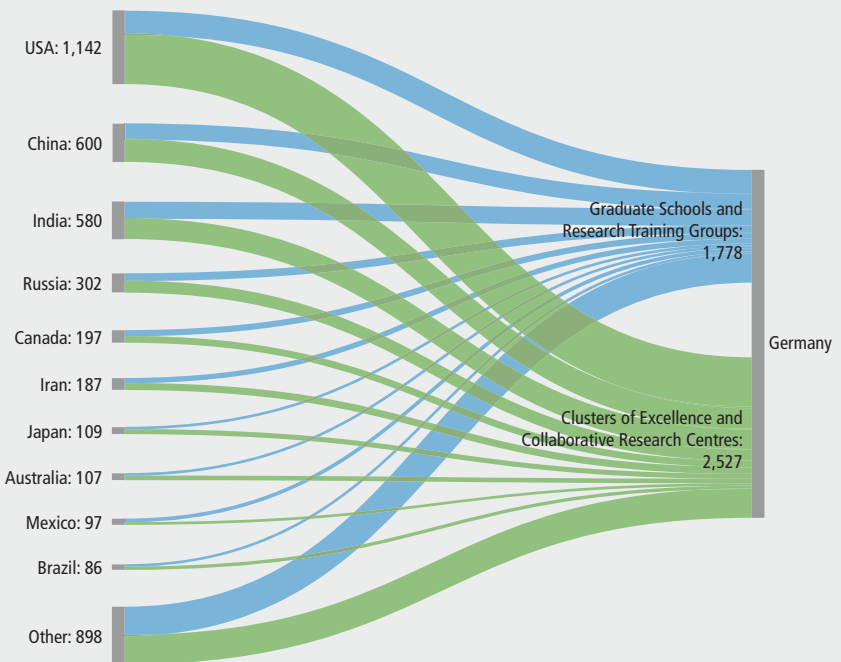 USA: 1,142
China: 600
India: 580
Russia: 302
Canada: 197
Iran: 187
Japan: 109
Australia: 107
Mexico: 97
Brazil: 86
Other: 898
Graduate Schools and
Research Training Groups:
1,778
Clusters of Excellence and
Collaborative Research Centres:
2,527
Germany